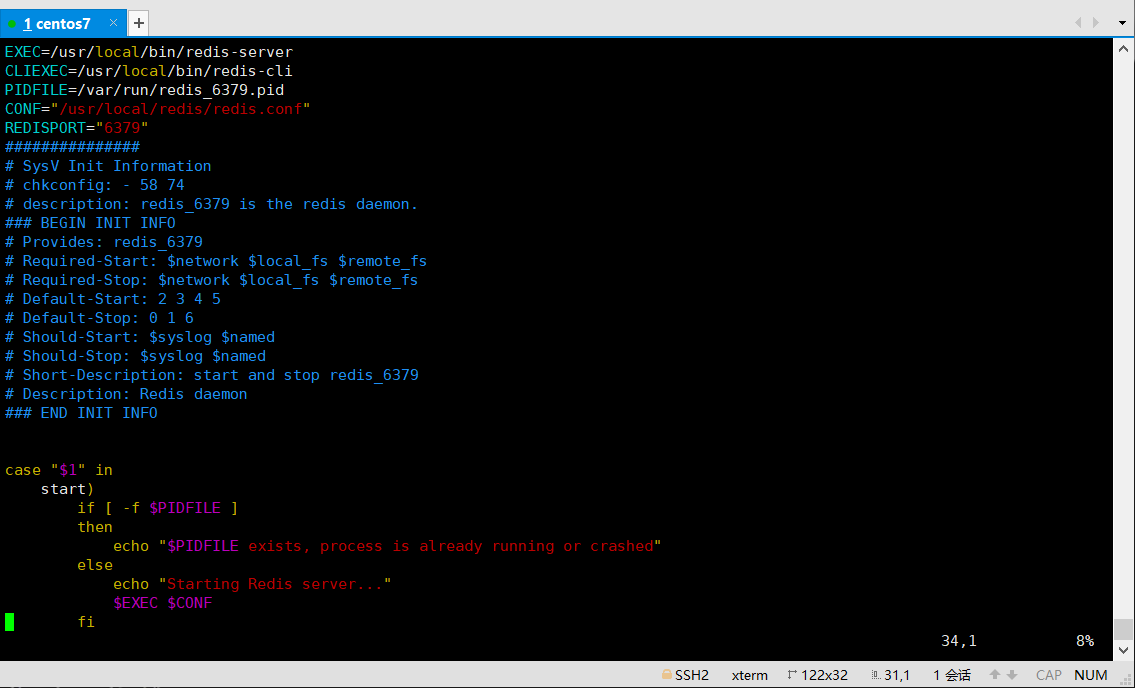 1 centos7
EXEC=/usr/local/bin/redis-server
CLIEXEC=/usr/local/bin/redis-cli
PIDFILE=/var/run/redis_6379.pid
CONF="/usr/local/redis/redis.conf"
REDISPORT="6379"
###############
# SysV Init Information
# chkconfig: - 58 74
# description: redis_6379 is the redis daemon.
### BEGIN INIT INFO
# Provides: redis_6379
# Required-Start: $network $local_fs $remote_fs
# Required-Stop: $network $local_fs $remote_fs
# Default-Start: 2 3 4 5
# Default-Stop: 0 1 6
# Should-Start: $syslog $named
# Should-Stop: $syslog $named
# Short-Description: start and stop redis_6379
# Description: Redis daemon
### END INIT INFO
case "$1" in
start)
if [ -f $PIDFILE ]
then
echo "$PIDFILE exists, process is already running or crashed"
else
echo "Starting Redis server..."
$EXEC $CONF
fi
34,1 8%
SSH2 xterm 122x32 31,1 1 会话 CAP NUM